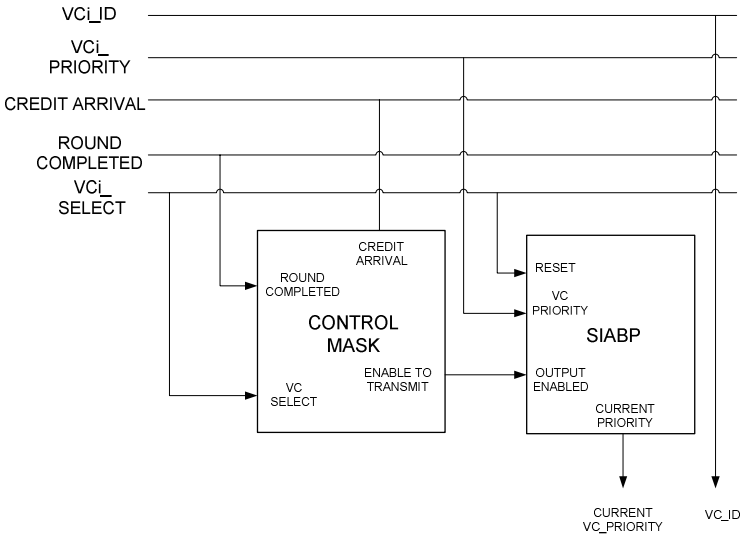 VCi_ID
VCi_
PRIORITY
CREDIT ARRIVAL
ROUND
COMPLETED
VCi_
SELECT
CREDIT
ARRIVAL
ROUND
COMPLETED
CONTROL
MASK
ENABLE TO
TRANSMIT
VC
SELECT
RESET
VC
PRIORITY
SIABP
OUTPUT
ENABLED
CURRENT
PRIORITY
CURRENT
VC_PRIORITY
VC_ID